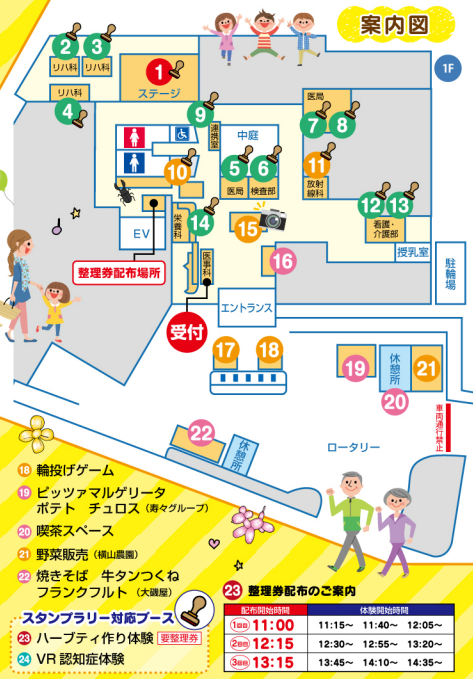 案内図
1F
2
3
リハ科
リハ科
リハ科
4
1
ステージ
9
連携室
中庭
医局
7
8
5
6
医局
検査部
10
11
放射線科
12
13
看護・介護部
授乳室
駐輪場
EV
栄養科
14
15
16
医事科
整理券配布場所
受付
エントランス
17
18
19
休憩所
21
20
車両通行禁止
22
休憩所
ロータリー
18 輪投げゲーム
19 ピッツァマルゲリータ
ポテト チュロス (寿々グループ)
20 喫茶スペース
21 野菜販売 (横山農園)
22 焼きそば 牛タンつくね
フランクフルト (大磯屋)
スタンプラリー対応ブース
23 ハーブティ作り体験 要整理券
24 VR認知症体験
23 整理券配布のご案内
配布開始時間 体験開始時間
1回目 11:00 11:15〜 11:40〜 12:05〜
2回目 12:15 12:30〜 12:55〜 13:20〜
3回目 13:15 13:45〜 14:10〜 14:35〜